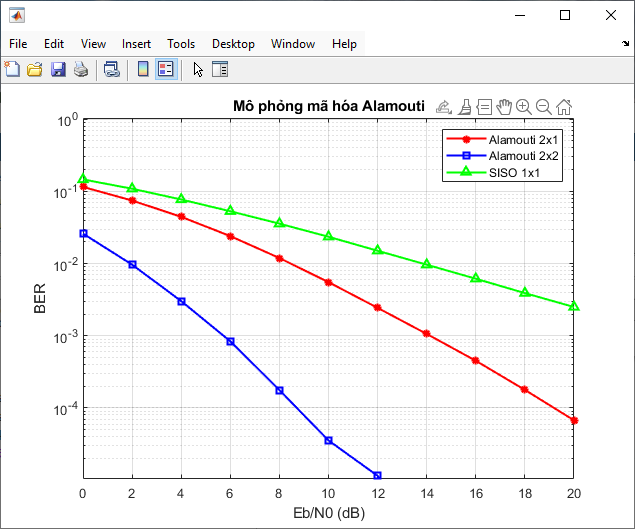 File Edit View Insert Tools Desktop Window Help
Mô phỏng mã hóa Alamouti
Alamouti 2x1
Alamouti 2x2
SISO 1x1
10^0
10^-1
10^-2
10^-3
10^-4
BER
0 2 4 6 8 10 12 14 16 18 20
Eb/N0 (dB)